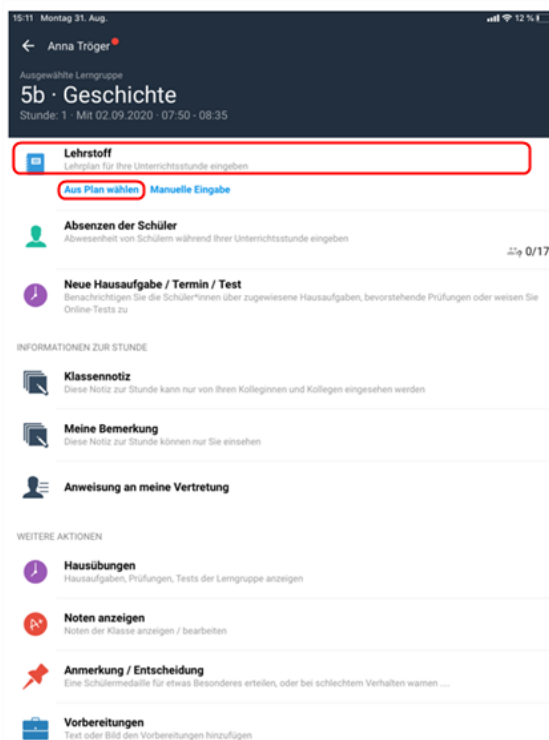 15:11 Montag 31. Aug.
12 %
Anna Tröger
Ausgewählte Lerngruppe
5b · Geschichte
Stunde: 1 · Mit 02.09.2020 · 07:50 - 08:35
Lehrstoff
Lehrplan für Ihre Unterrichtsstunde eingeben
Aus Plan wählen Manuelle Eingabe
Absenzen der Schüler
Abwesenheit von Schülern während Ihrer Unterrichtsstunde eingeben
0/17
Neue Hausaufgabe / Termin / Test
Benachrichtigen Sie die Schüler*innen über zugewiesene Hausaufgaben, bevorstehende Prüfungen oder weisen Sie
Online-Tests zu
INFORMATIONEN ZUR STUNDE
Klassennotiz
Diese Notiz zur Stunde kann nur von Ihren Kolleginnen und Kollegen eingesehen werden
Meine Bemerkung
Diese Notiz zur Stunde können nur Sie einsehen
Anweisung an meine Vertretung
WEITERE AKTIONEN
Hausübungen
Hausaufgaben, Prüfungen, Tests der Lerngruppe anzeigen
A+
Noten anzeigen
Noten der Klasse anzeigen / bearbeiten
Anmerkung / Entscheidung
Eine Schülermedaille für etwas Besonderes erteilen, oder bei schlechtem Verhalten warnen ....
Vorbereitungen
Text oder Bild den Vorbereitungen hinzufügen